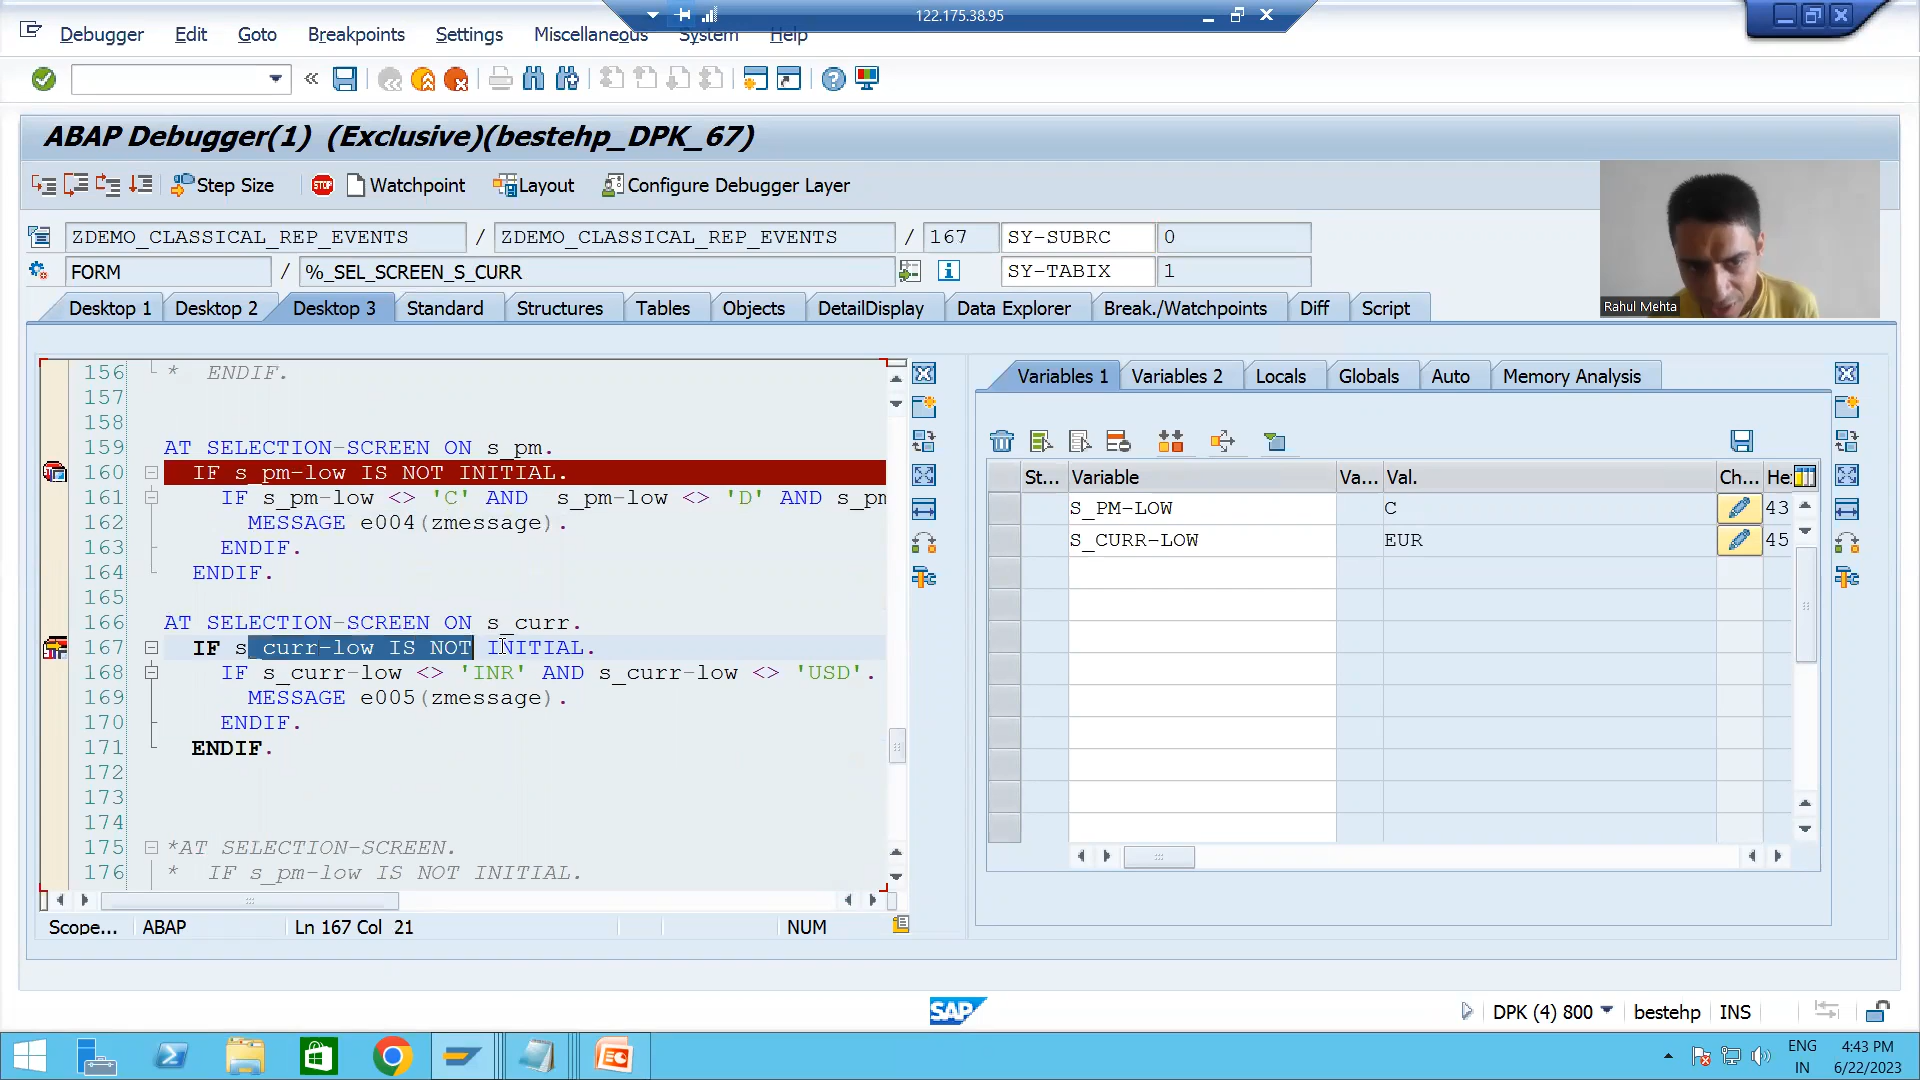 122.175.38.95
Debugger Edit Goto Breakpoints Settings Miscellaneous System Help
ABAP Debugger(1) (Exclusive)(bestehp_DPK_67)
Step Size STOP Watchpoint Layout Configure Debugger Layer
ZDEMO_CLASSICAL_REP_EVENTS / ZDEMO_CLASSICAL_REP_EVENTS / 167 SY-SUBRC 0
FORM / %_SEL_SCREEN_S_CURR SY-TABIX 1
Rahul Mehta
Desktop 1 Desktop 2 Desktop 3 Standard Structures Tables Objects DetailDisplay Data Explorer Break./Watchpoints Diff Script
156 * ENDIF.
157
158
159 AT SELECTION-SCREEN ON s_pm.
160 IF s_pm-low IS NOT INITIAL.
161 IF s_pm-low <> 'C' AND s_pm-low <> 'D' AND s_pm
162 MESSAGE e004(zmessage).
163 ENDIF.
164 ENDIF.
165
166 AT SELECTION-SCREEN ON s_curr.
167 IF s_curr-low IS NOT INITIAL.
168 IF s_curr-low <> 'INR' AND s_curr-low <> 'USD'.
169 MESSAGE e005(zmessage).
170 ENDIF.
171 ENDIF.
172
173
174
175 *AT SELECTION-SCREEN.
176 * IF s_pm-low IS NOT INITIAL.
Scope... ABAP Ln 167 Col 21 NUM
Variables 1 Variables 2 Locals Globals Auto Memory Analysis
St... Variable Va... Val. Ch... He
S_PM-LOW C 43
S_CURR-LOW EUR 45
SAP DPK (4) 800 bestehp INS
ENG 4:43 PM
IN 6/22/2023